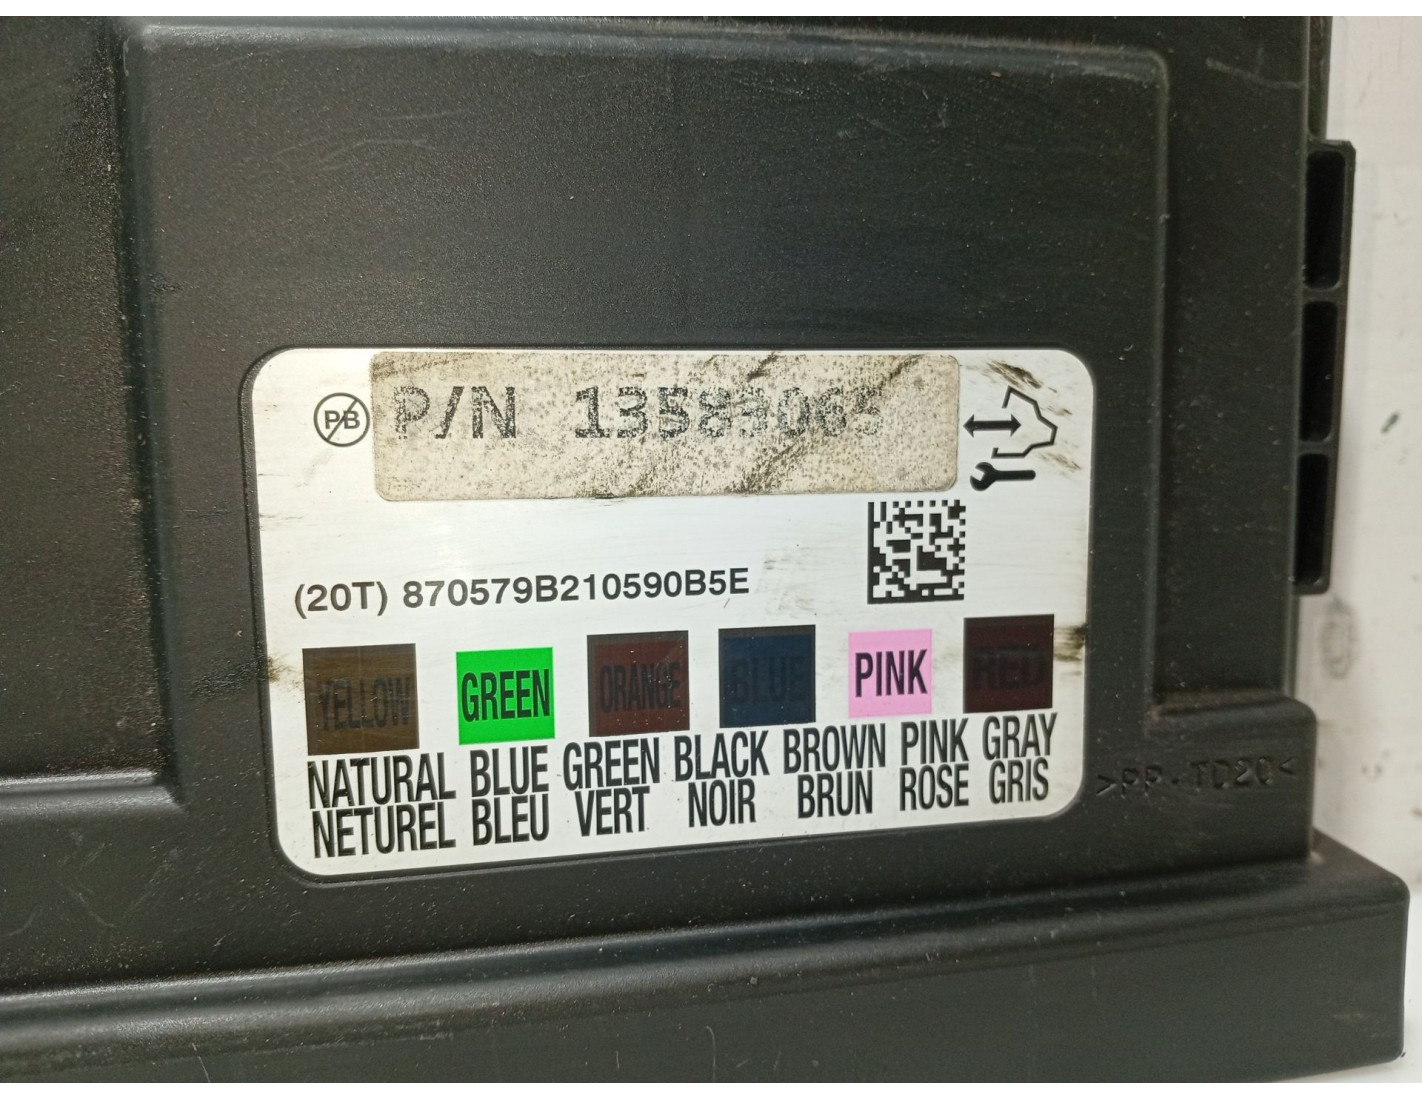 PB
P/N 13583065
(20T) 870579B210590B5E
YELLOW GREEN ORANGE BLUE PINK RED
NATURAL BLUE GREEN BLACK BROWN PINK GRAY
NETUREL BLEU VERT NOIR BRUN ROSE GRIS
>PP-TD20<